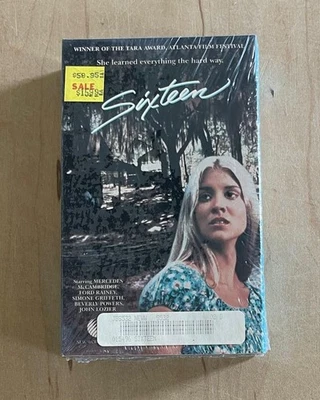 WINNER OF THE TARA AWARD, ATLANTA FILM FESTIVAL
She learned everything the hard way.
SALE
Sixteen
Starring MERCEDES
McCAMBRIDGE,
FORD RAINEY,
SIMONE GRIFFETH,
BEVERLY POWERS,
JOHN LOZIER